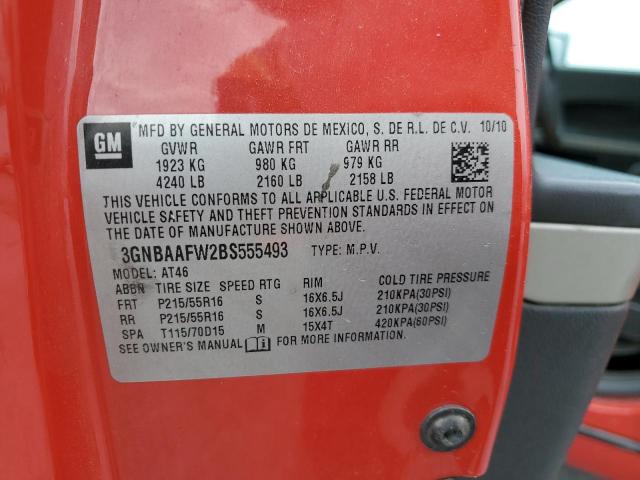 GM
MFD BY GENERAL MOTORS DE MEXICO, S. DE R.L. DE C.V. 10/10
GVWR GAWR FRT GAWR RR
1923 KG 980 KG 979 KG
4240 LB 2160 LB 2158 LB
THIS VEHICLE CONFORMS TO ALL APPLICABLE U.S. FEDERAL MOTOR
VEHICLE SAFETY AND THEFT PREVENTION STANDARDS IN EFFECT ON
THE DATE OF MANUFACTURE SHOWN ABOVE.
3GNBAAFW2BS555493 TYPE: M.P.V.
MODEL: AT46
ABBN TIRE SIZE SPEED RTG RIM COLD TIRE PRESSURE
FRT P215/55R16 S 16X6.5J 210KPA(30PSI)
RR P215/55R16 S 16X6.5J 210KPA(30PSI)
SPA T115/70D15 M 15X4T 420KPA(60PSI)
SEE OWNER'S MANUAL i FOR MORE INFORMATION.